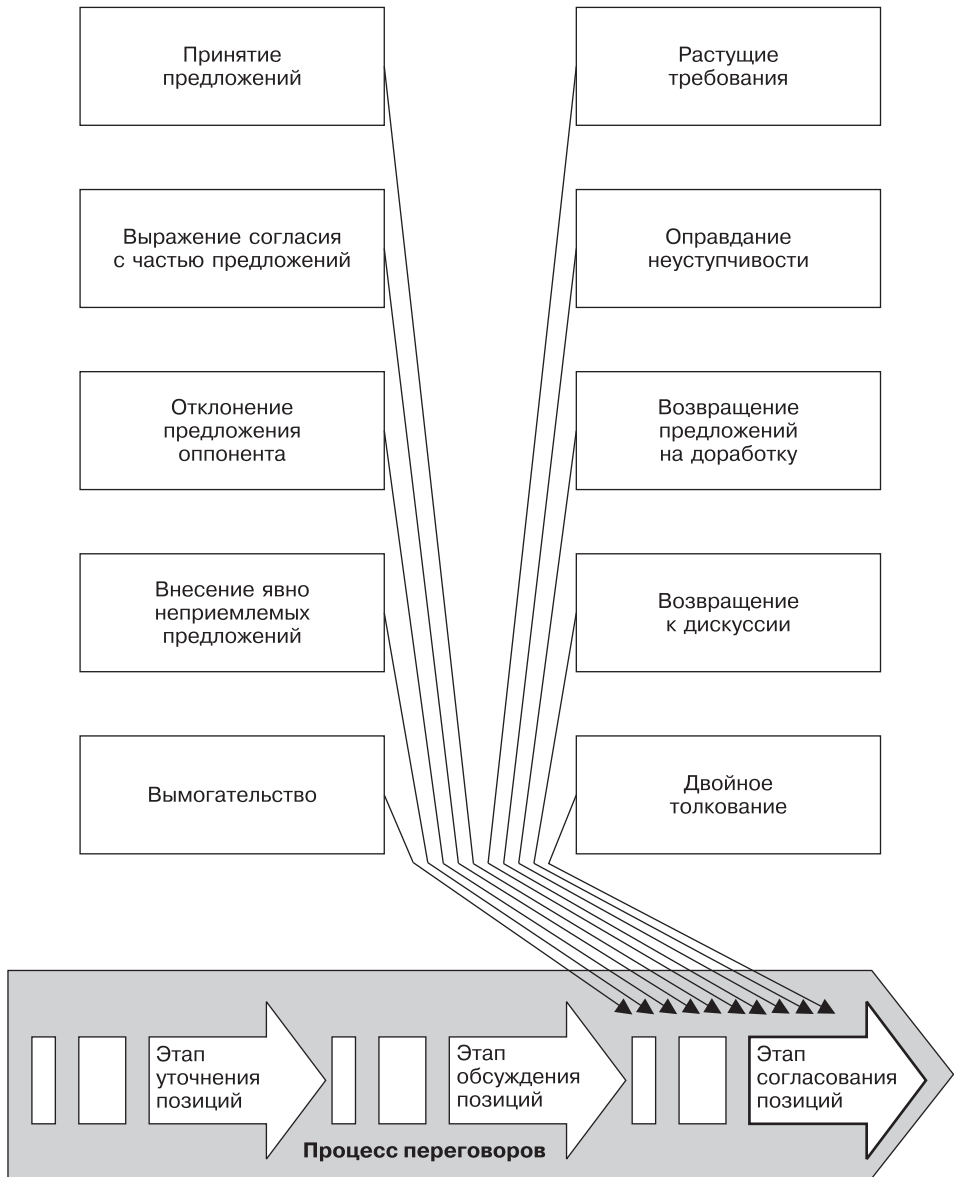 Принятие
предложений
Растущие
требования
Выражение согласия
с частью предложений
Оправдание
неуступчивости
Отклонение
предложения
оппонента
Возвращение
предложений
на доработку
Внесение явно
неприемлемых
предложений
Возвращение
к дискуссии
Вымогательство
Двойное
толкование
Этап
уточнения
позиций
Этап
обсуждения
позиций
Этап
согласования
позиций
Процесс переговоров